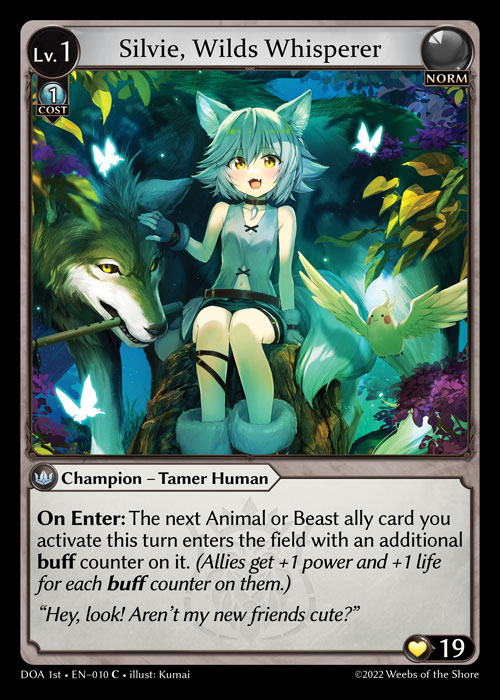 Lv. 1
Silvie, Wilds Whisperer
NORM
1
COST
Champion – Tamer Human
On Enter: The next Animal or Beast ally card you
activate this turn enters the field with an additional
buff counter on it. (Allies get +1 power and +1 life
for each buff counter on them.)
“Hey, look! Aren’t my new friends cute?”
19
DOA 1st • EN–010 C • illust: Kumai
©2022 Weebs of the Shore